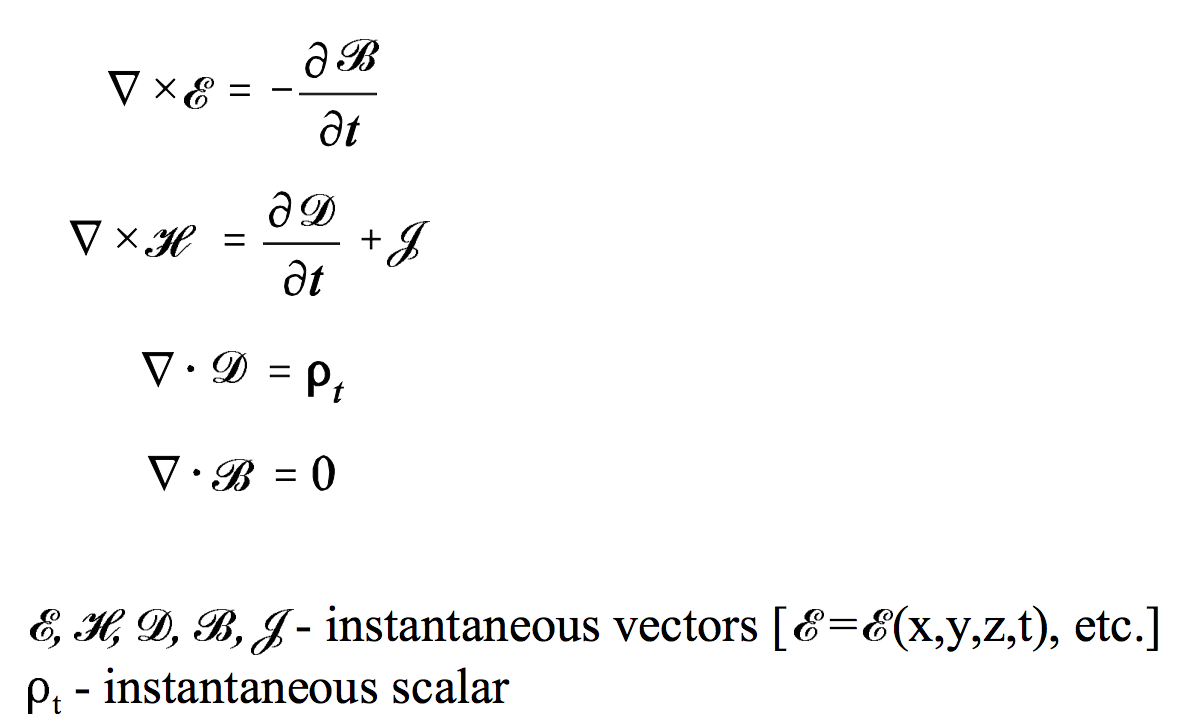 ∇ × ℰ = −∂ℬ/∂t
∇ × ℋ = ∂𝒟/∂t + 𝒥
∇ · 𝒟 = ρₜ
∇ · ℬ = 0
ℰ, ℋ, 𝒟, ℬ, 𝒥 - instantaneous vectors [ ℰ=ℰ(x,y,z,t), etc.]
ρₜ - instantaneous scalar